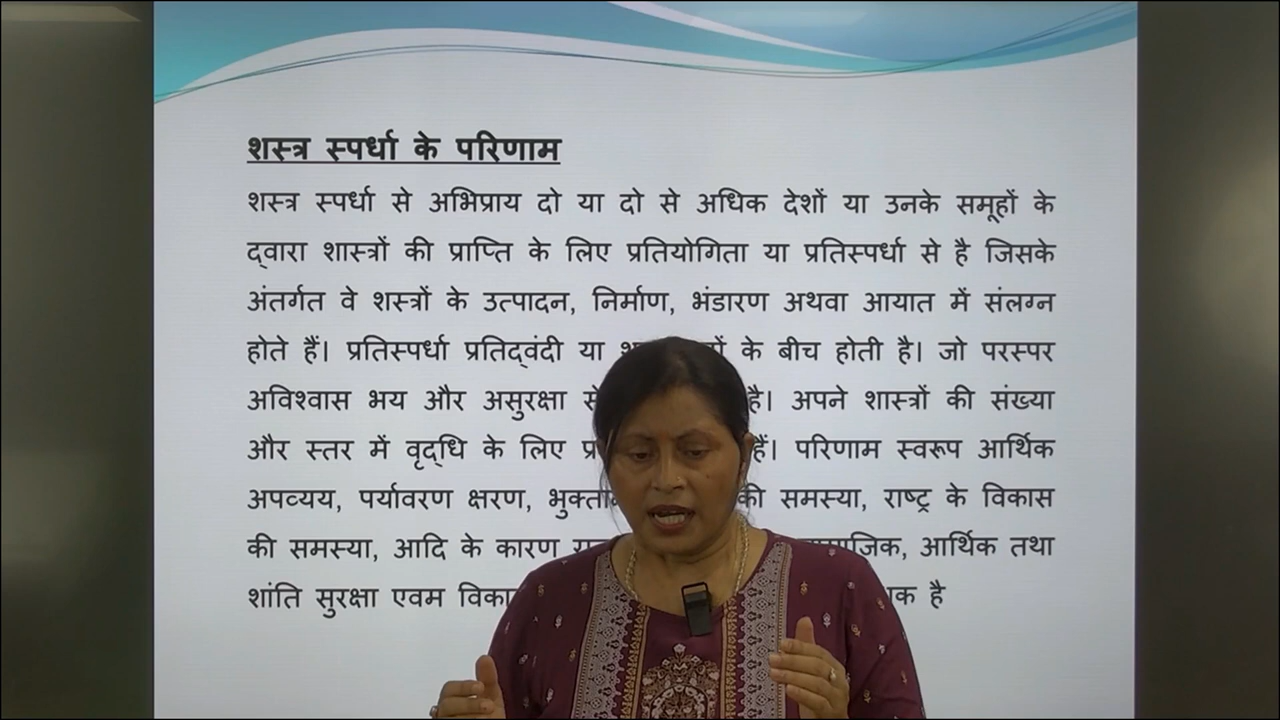 शस्त्र स्पर्धा के परिणाम
शस्त्र स्पर्धा से अभिप्राय दो या दो से अधिक देशों या उनके समूहों के
द्वारा शास्त्रों की प्राप्ति के लिए प्रतियोगिता या प्रतिस्पर्धा से है जिसके
अंतर्गत वे शस्त्रों के उत्पादन, निर्माण, भंडारण अथवा आयात में संलग्न
होते हैं। प्रतिस्पर्धा प्रतिद्वंदी या के बीच होती है। जो परस्पर
अविश्वास भय और असुरक्षा है। अपने शास्त्रों की संख्या
और स्तर में वृद्धि के लिए हैं। परिणाम स्वरूप आर्थिक
अपव्यय, पर्यावरण क्षरण, की समस्या, राष्ट्र के विकास
की समस्या, आदि के कारण आर्थिक तथा
शांति सुरक्षा एवम है